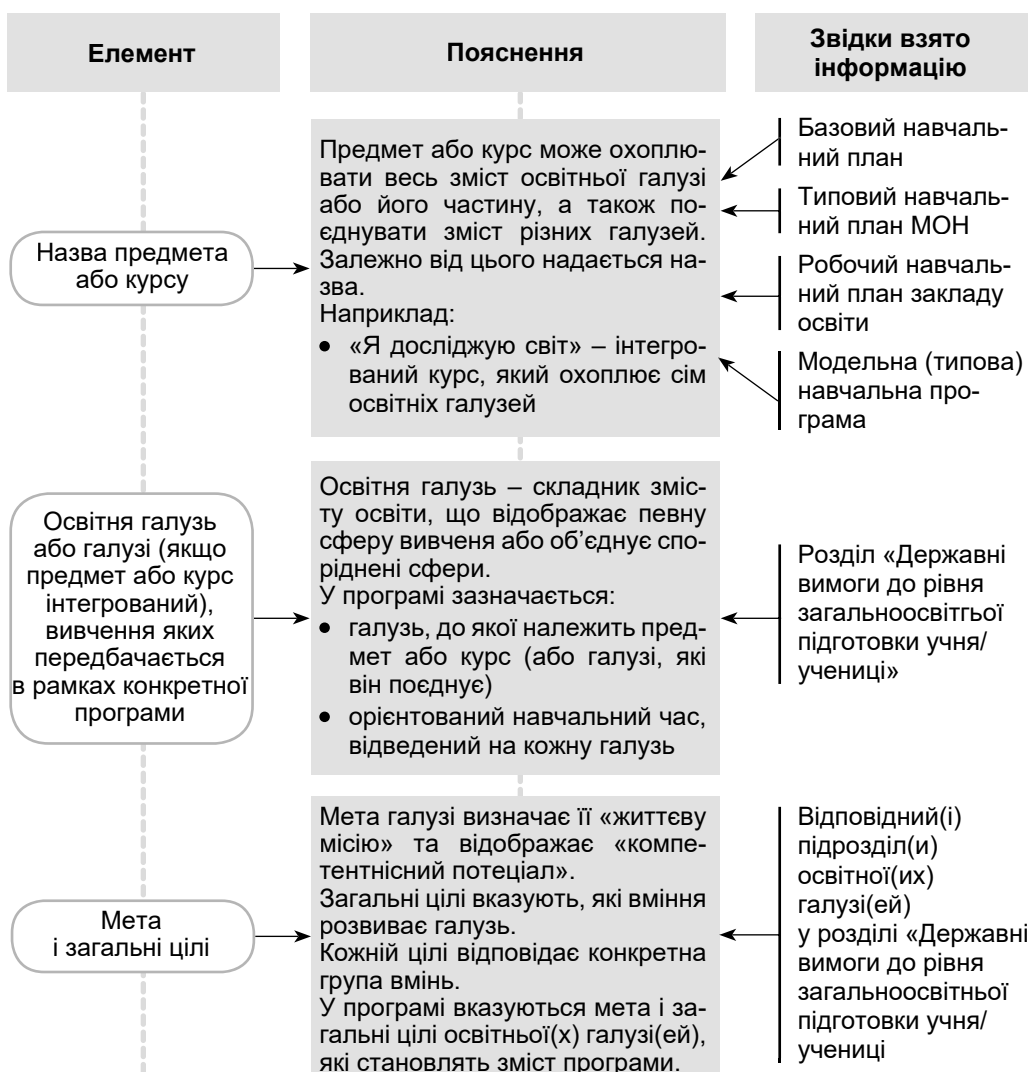 Елемент
Пояснення
Звідки взято
інформацію
Назва предмета
або курсу
Предмет або курс може охоплю-
вати весь зміст освітньої галузі
або його частину, а також по-
єднувати зміст різних галузей.
Залежно від цього надається на-
зва.
Наприклад:
• «Я досліджую світ» – інтегро-
ваний курс, який охоплює сім
освітніх галузей
Базовий навчаль-
ний план
Типовий навчаль-
ний план МОН
Робочий навчаль-
ний план закладу
освіти
Модельна (типова)
навчальна про-
грама
Освітня галузь
або галузі (якщо
предмет або курс
інтегрований),
вивчення яких
передбачається
в рамках конкретної
програми
Освітня галузь – складник зміс-
ту освіти, що відображає певну
сферу вивченя або об’єднує спо-
ріднені сфери.
У програмі зазначається:
• галузь, до якої належить пред-
мет або курс (або галузі, які
він поєднує)
• орієнтований навчальний час,
відведений на кожну галузь
Розділ «Державні
вимоги до рівня
загальноосвітгьої
підготовки учня/
учениці»
Мета
і загальні цілі
Мета галузі визначає її «життєву
місію» та відображає «компе-
тентнісний потеціал».
Загальні цілі вказують, які вміння
розвиває галузь.
Кожній цілі відповідає конкретна
група вмінь.
У програмі вказуються мета і за-
гальні цілі освітньої(х) галузі(ей),
які становлять зміст програми.
Відповідний(і)
підрозділ(и)
освітної(их)
галузі(ей)
у розділі «Державні
вимоги до рівня
загальноосвітньої
підготовки учня/
учениці